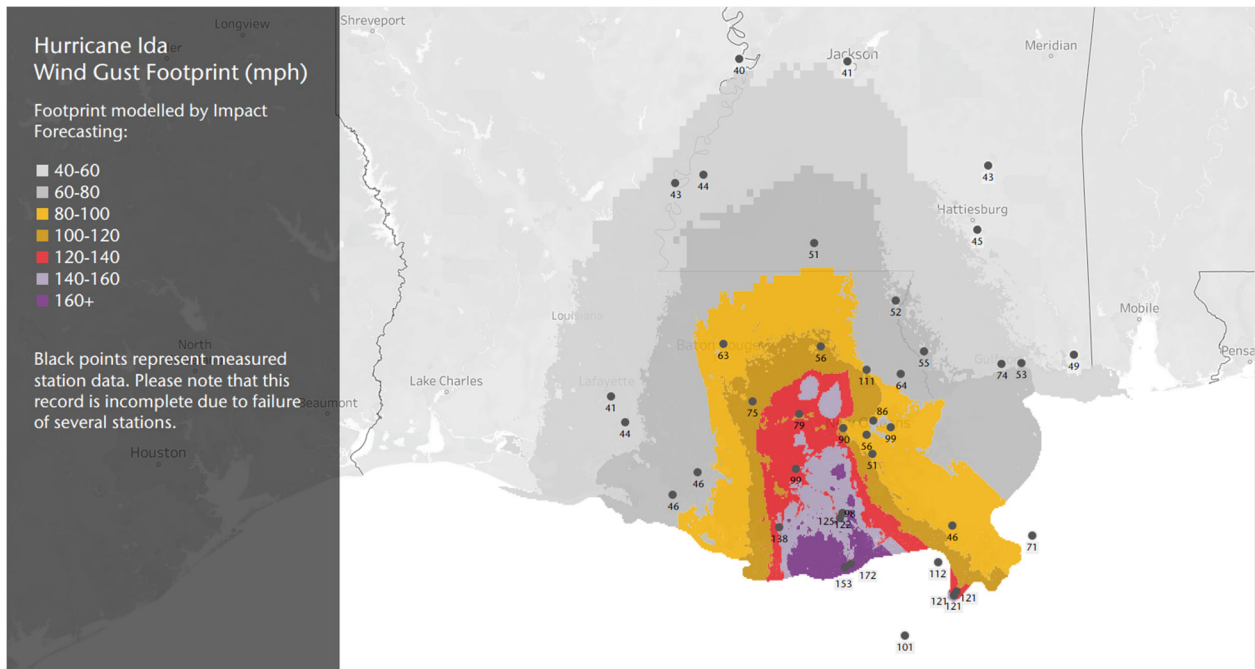 Longview
Shreveport
Hurricane Ida
Wind Gust Footprint (mph)
Footprint modelled by Impact
Forecasting:
40-60
60-80
80-100
100-120
120-140
140-160
160+
Black points represent measured
station data. Please note that this
record is incomplete due to failure
of several stations.
North
Beaumont
Houston
Jackson
Meridian
40
41
43
44
43
Hattiesburg
45
51
52
Louisiana
Mobile
Pensa
63
56
55
74
53
49
111
64
Lake Charles
Lafayette
41
75
44
79
86
90
99
56
51
46
99
46
98
125
122
138
46
71
112
153
172
121
121
121
101